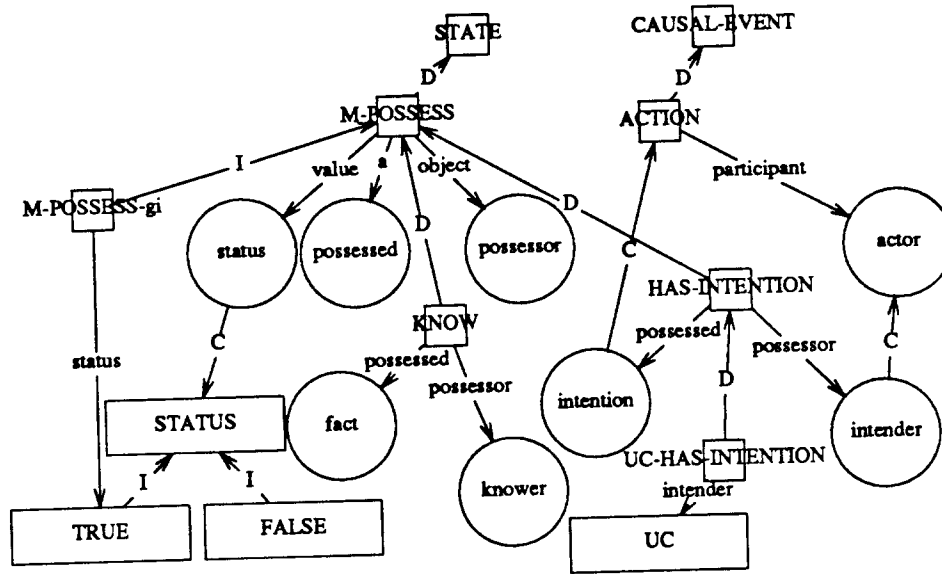 CAUSAL-EVENT
STATE
D
D
M-POSSESS
ACTION
I
value
a
object
participant
M-POSSESS-gi
D
D
status
possessed
possessor
C
actor
HAS-INTENTION
KNOW
possessed
possessor
C
C
status
possessed
possessor
D
STATUS
fact
intention
intender
UC-HAS-INTENTION
I
I
knower
intender
TRUE
FALSE
UC